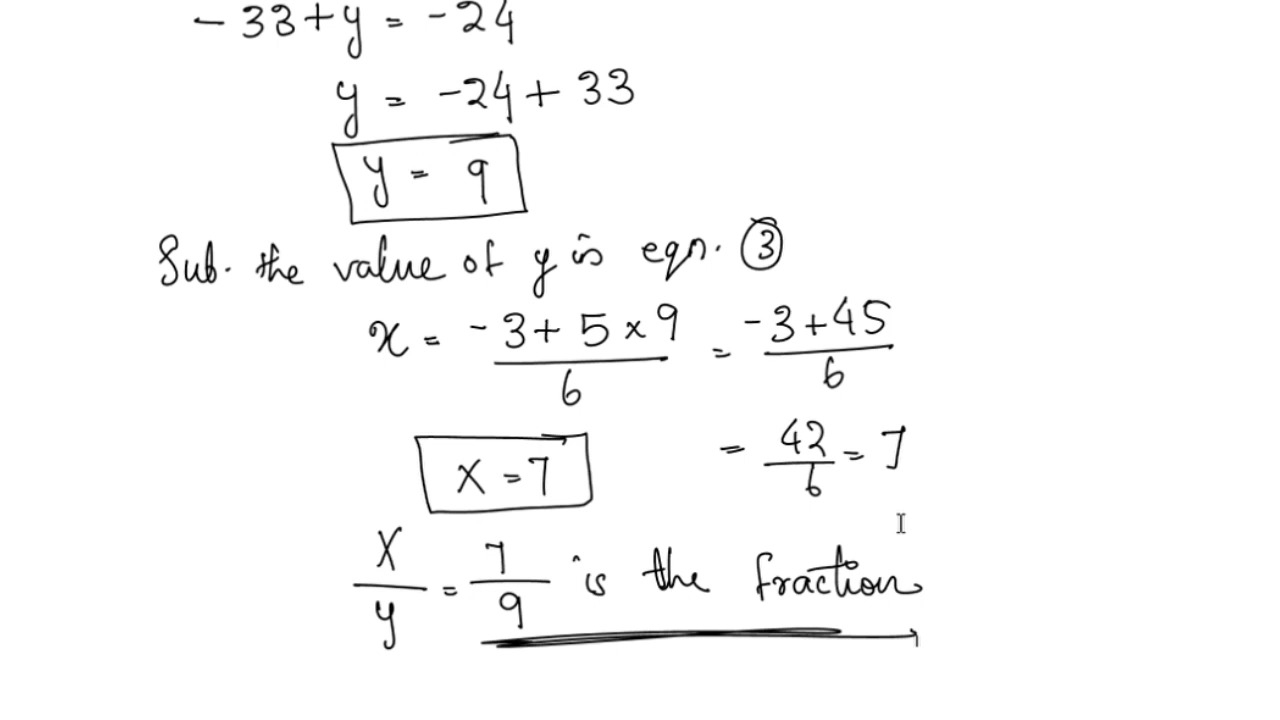 - 33 + y = -24
y = -24 + 33
y = 9
Sub. the value of y in eqn. ③
x = -3 + 5 × 9 / 6 = -3 + 45 / 6
= 42 / 6 = 7
x = 7
x / y = 7 / 9 is the fraction